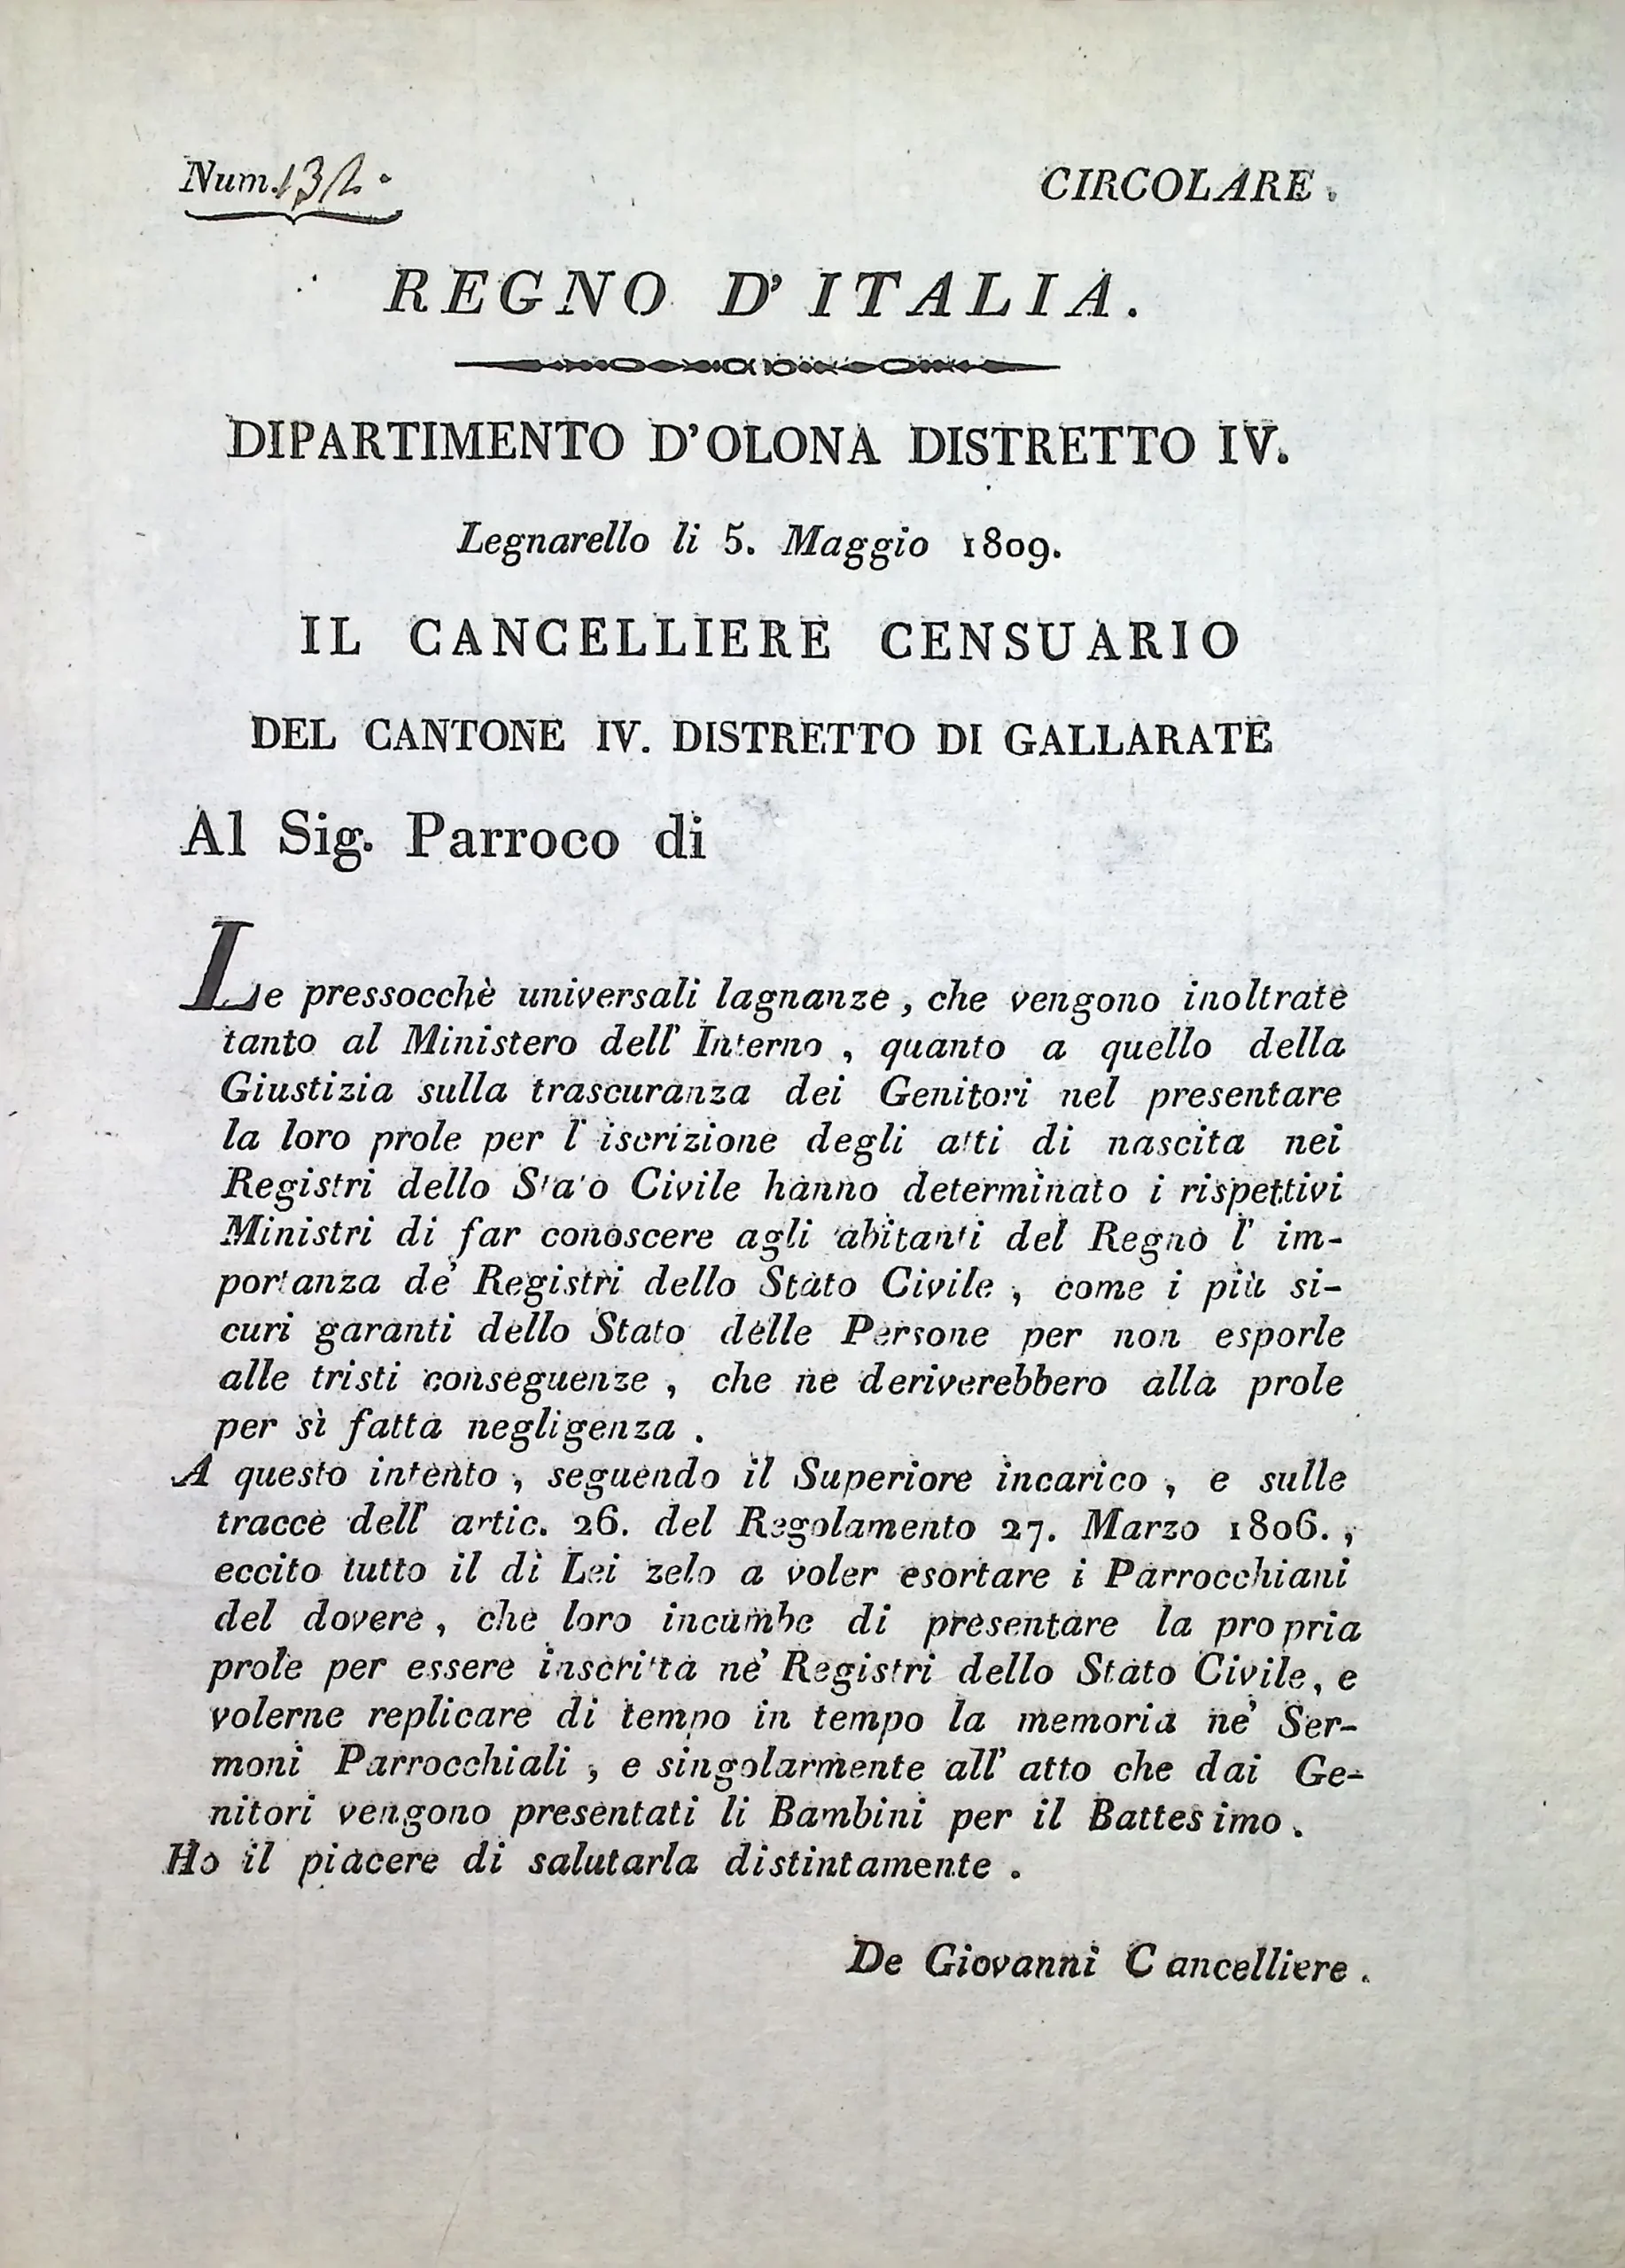 Num. 132.
CIRCOLARE.
REGNO D'ITALIA.
DIPARTIMENTO D'OLONA DISTRETTO IV.
Legnarello li 5. Maggio 1809.
IL CANCELLIERE CENSUARIO
DEL CANTONE IV. DISTRETTO DI GALLARATE
Al Sig. Parroco di
Le pressocchè universali lagnanze, che vengono inoltrate
tanto al Ministero dell' Interno, quanto a quello della
Giustizia sulla trascuranza dei Genitori nel presentare
la loro prole per l' iscrizione degli atti di nascita nei
Registri dello Stato Civile hanno determinato i rispettivi
Ministri di far conoscere agli abitanti del Regno l' im-
portanza de' Registri dello Stato Civile, come i più si-
curi garanti dello Stato delle Persone per non esporle
alle tristi conseguenze, che ne deriverebbero alla prole
per sì fatta negligenza.
A questo intento, seguendo il Superiore incarico, e sulle
tracce dell' artic. 26. del Regolamento 27. Marzo 1806.,
eccito tutto il di Lei zelo a voler esortare i Parrocchiani
del dovere, che loro incumbe di presentare la propria
prole per essere inscritta ne' Registri dello Stato Civile, e
volerne replicare di tempo in tempo la memoria ne' Ser-
moni Parrocchiali, e singolarmente all' atto che dai Ge-
nitori vengono presentati li Bambini per il Battesimo.
Ho il piacere di salutarla distintamente.
De Giovanni Cancelliere.